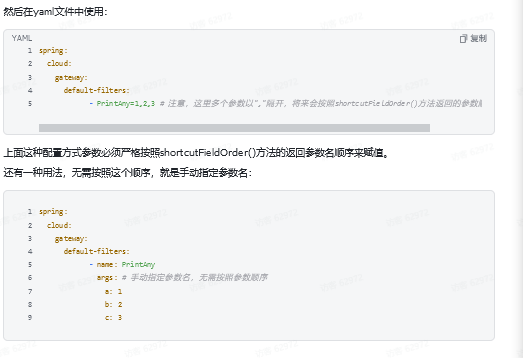 然后在yaml文件中使用：
YAML
复制
1 spring:
2 cloud:
3 gateway:
4 default-filters:
5 - PrintAny=1,2,3 # 注意，这里多个参数以","隔开，将来会按照shortcutFieldOrder()方法返回的参数顺
上面这种配置方式参数必须严格按照shortcutFieldOrder()方法的返回参数名顺序来赋值。
还有一种用法，无需按照这个顺序，就是手动指定参数名：
1 spring:
2 cloud:
3 gateway:
4 default-filters:
5 - name: PrintAny
6 args: # 手动指定参数名，无需按照参数顺序
7 a: 1
8 b: 2
9 c: 3